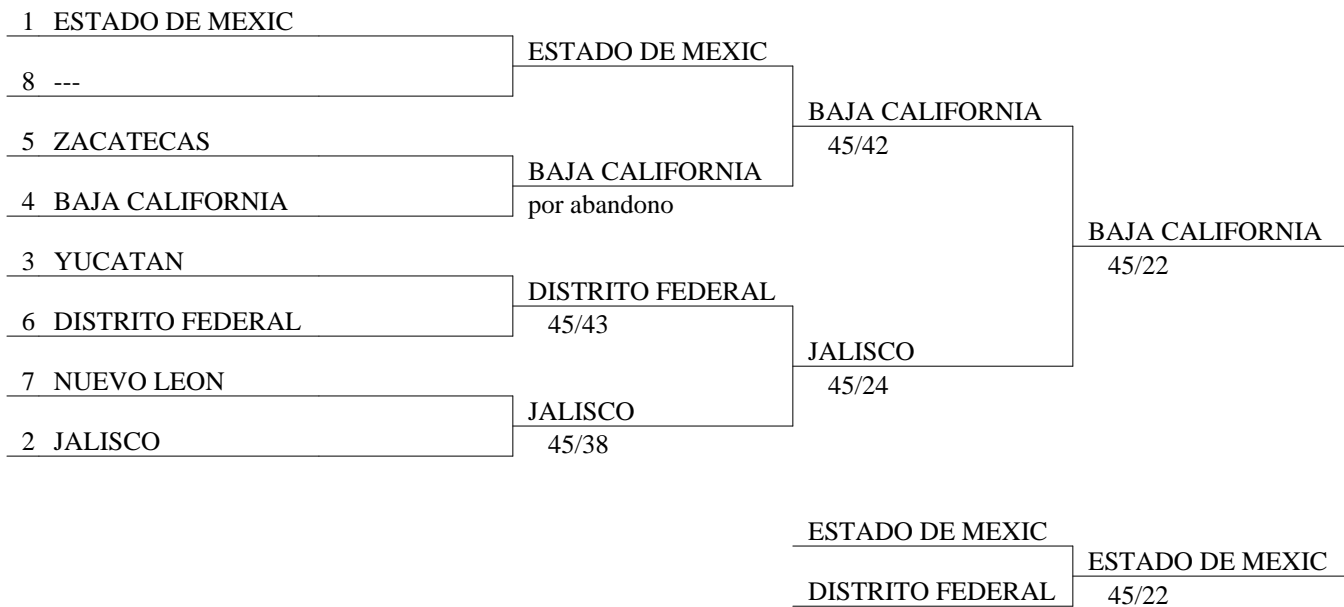 1 ESTADO DE MEXIC
8 ---
5 ZACATECAS
4 BAJA CALIFORNIA
3 YUCATAN
6 DISTRITO FEDERAL
7 NUEVO LEON
2 JALISCO
ESTADO DE MEXIC
BAJA CALIFORNIA
por abandono
DISTRITO FEDERAL
45/43
JALISCO
45/38
BAJA CALIFORNIA
45/42
JALISCO
45/24
BAJA CALIFORNIA
45/22
ESTADO DE MEXIC
DISTRITO FEDERAL
ESTADO DE MEXIC
45/22